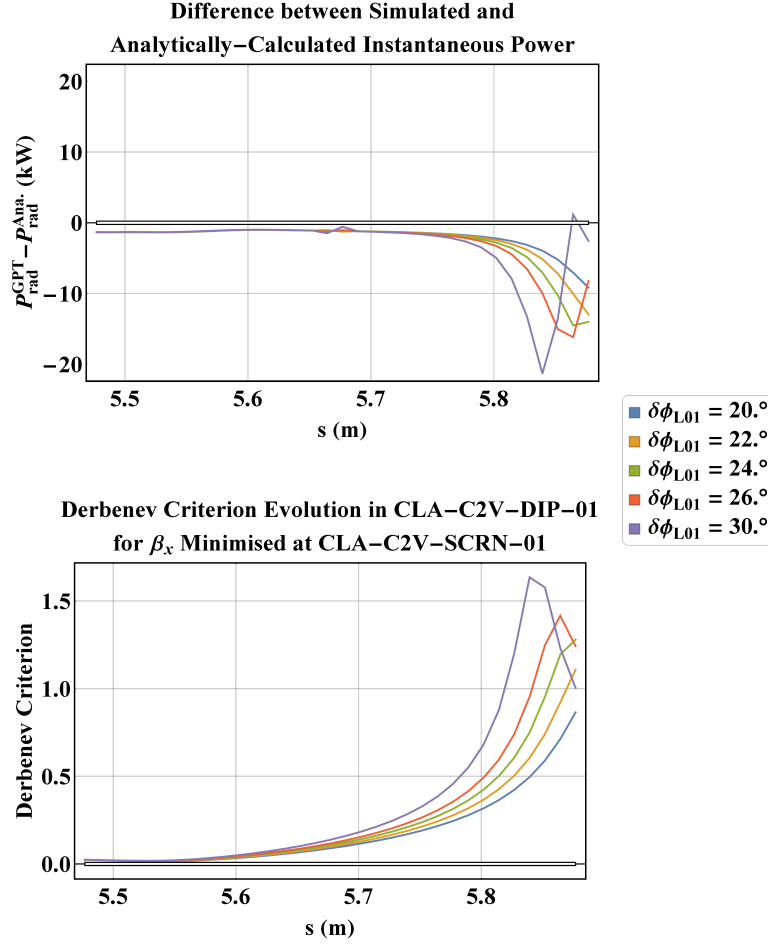 Difference between Simulated and
Analytically−Calculated Instantaneous Power
P_rad^GPT−P_rad^Ana. (kW)
20
10
0
−10
−20
5.5 5.6 5.7 5.8
s (m)
δϕ_L01 = 20.°
δϕ_L01 = 22.°
δϕ_L01 = 24.°
δϕ_L01 = 26.°
δϕ_L01 = 30.°
Derbenev Criterion Evolution in CLA−C2V−DIP−01
for β_x Minimised at CLA−C2V−SCRN−01
Derbenev Criterion
1.5
1.0
0.5
0.0
5.5 5.6 5.7 5.8
s (m)